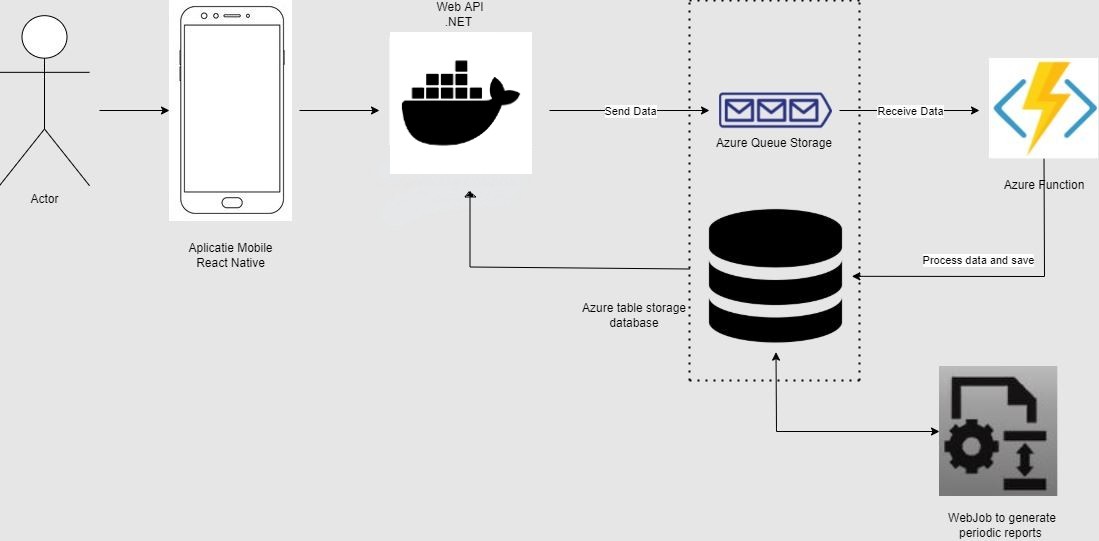 Web API
.NET
Send Data
Receive Data
Azure Queue Storage
Azure Function
Actor
Aplicatie Mobile
React Native
Process data and save
Azure table storage
database
WebJob to generate
periodic reports